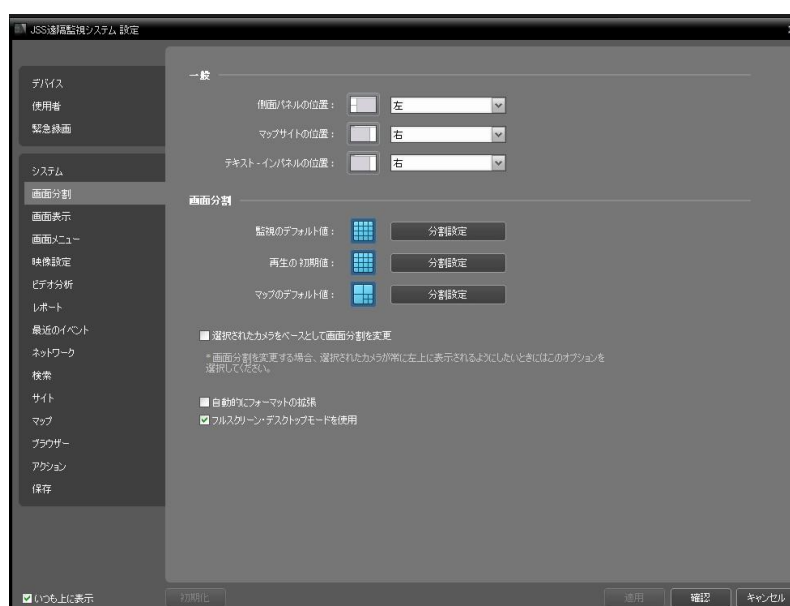 JSS遠隔監視システム 設定
デバイス
使用者
緊急録画
システム
画面分割
画面表示
画面メニュー
映像設定
ビデオ分析
レポート
最近のイベント
ネットワーク
検索
サイト
マップ
ブラウザー
アクション
保存
いつも上に表示
一般
側面パネルの位置: 左
マップサイトの位置: 右
テキスト-インパネルの位置: 右
画面分割
監視のデフォルト値: 分割設定
再生の初期値: 分割設定
マップのデフォルト値: 分割設定
選択されたカメラをベースとして画面分割を変更
*画面分割を変更する場合、選択されたカメラが常に左上に表示されるようにしたいときにはこのオプションを
選択してください。
自動的にフォーマットの拡張
フルスクリーン・デスクトップモードを使用
初期化
適用
確認
キャンセル